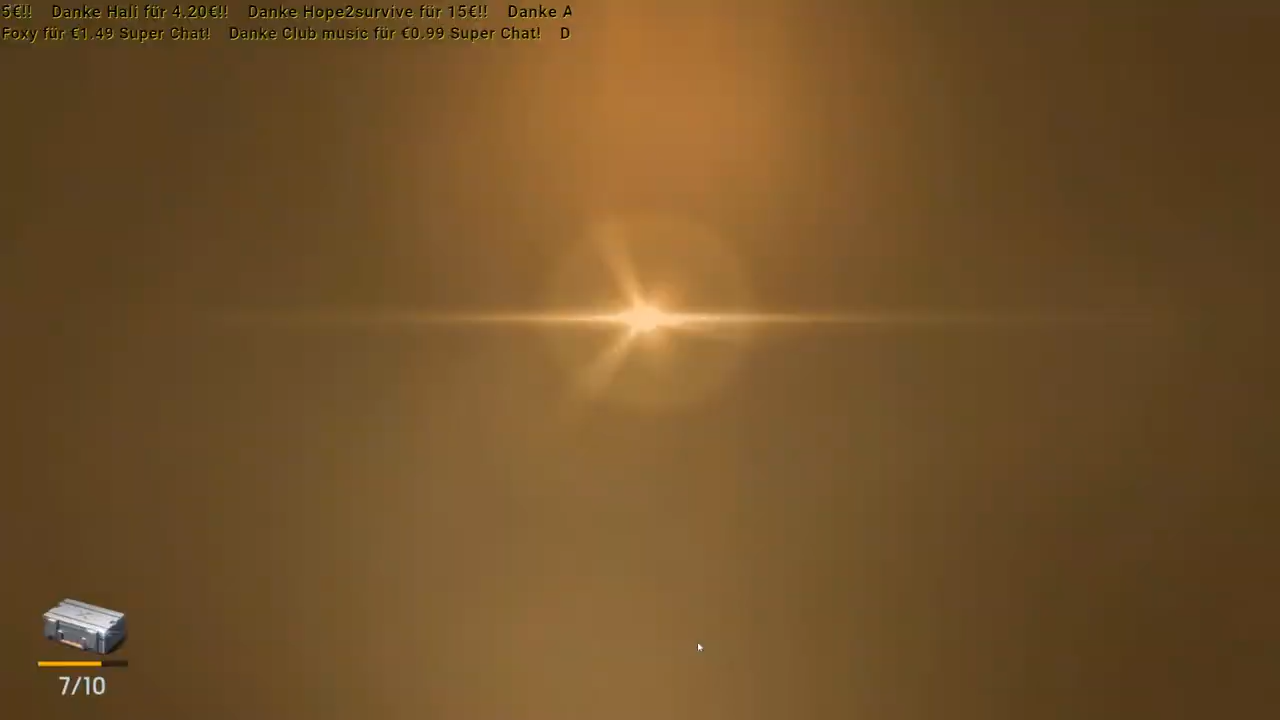 5€!! Danke Hali für 4.20€!! Danke Hope2survive für 15€!! Danke A
Foxy für €1.49 Super Chat! Danke Club music für €0.99 Super Chat! D
7/10